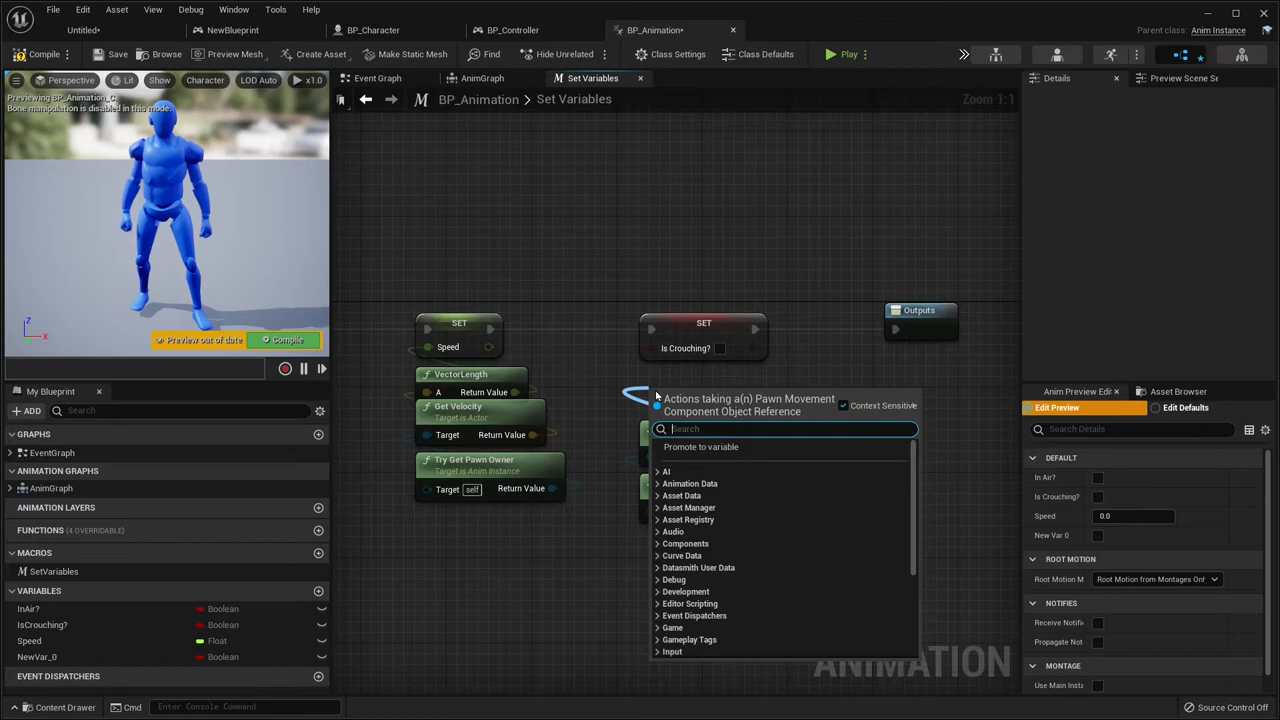 File Edit Asset View Debug Window Tools Help
Untitled• NewBlueprint BP_Character BP_Controller BP_Animation•
Parent class: Anim Instance
Compile Save Browse Preview Mesh Create Asset Make Static Mesh Find Hide Unrelated Class Settings Class Defaults Play
Perspective Lit Show Character LOD Auto x1.0
Previewing BP_Animation_C.
Bone manipulation is disabled in this mode.
Z
X
Preview out of date Compile
Event Graph AnimGraph Set Variables
BP_Animation > Set Variables
Zoom 1:1
SET
Speed
VectorLength
A Return Value
Get Velocity
Target is Actor
Target Return Value
Try Get Pawn Owner
Target is Anim Instance
Target self Return Value
SET
Is Crouching?
Outputs
Actions taking a(n) Pawn Movement
Component Object Reference
Context Sensitive
Search
Promote to variable
AI
Animation Data
Asset Data
Asset Manager
Asset Registry
Audio
Components
Curve Data
Datasmith User Data
Debug
Development
Editor Scripting
Event Dispatchers
Game
Gameplay Tags
Input
ANIMATION
My Blueprint
ADD Search
GRAPHS
EventGraph
ANIMATION GRAPHS
AnimGraph
ANIMATION LAYERS
FUNCTIONS (4 OVERRIDABLE)
MACROS
SetVariables
VARIABLES
InAir? Boolean
IsCrouching? Boolean
Speed Float
NewVar_0 Boolean
EVENT DISPATCHERS
Details Preview Scene Se
Anim Preview Edi Asset Browser
Edit Preview Edit Defaults
Search Details
DEFAULT
In Air?
Is Crouching?
Speed 0.0
New Var 0
ROOT MOTION
Root Motion M Root Motion from Montages Onl
NOTIFIES
Receive Notifi
Propagate Not
MONTAGE
Use Main Insta
Content Drawer Cmd Enter Console Command
Source Control Off